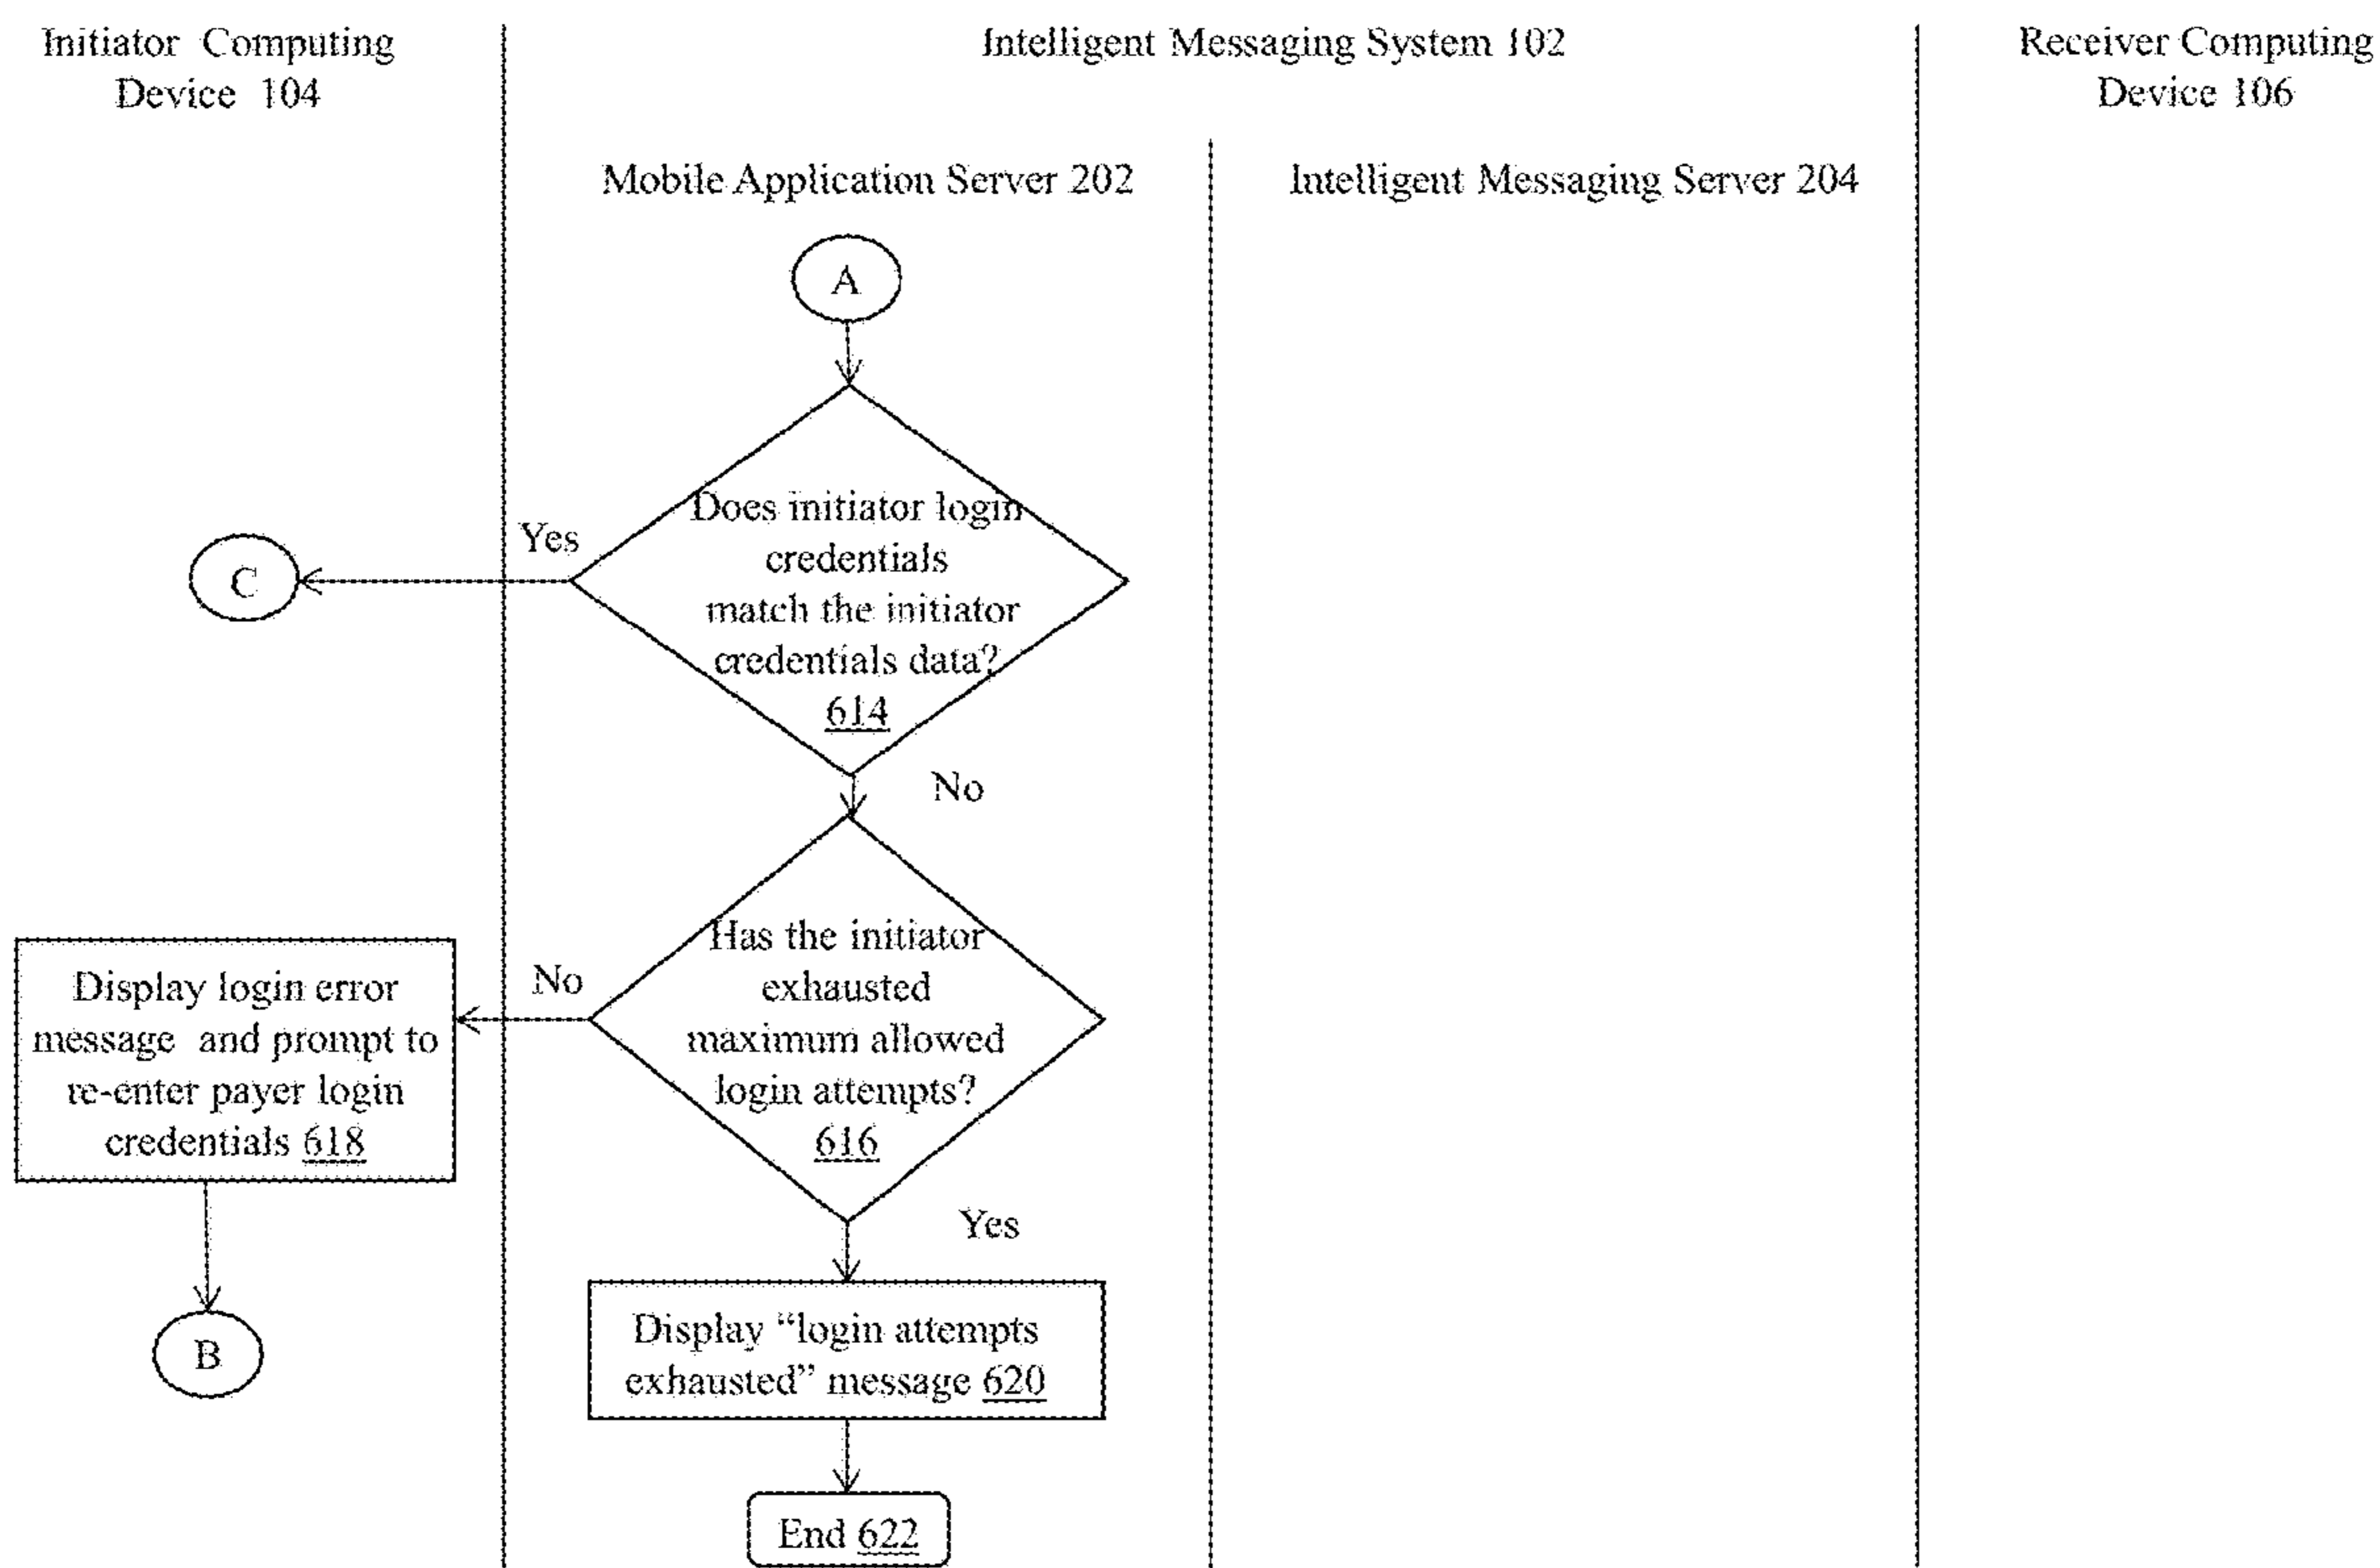 Initiator Computing
Device 104
Intelligent Messaging System 102
Receiver Computing
Device 106
Mobile Application Server 202
Intelligent Messaging Server 204
A
Does initiator login
credentials
match the initiator
credentials data?
614
Yes
C
No
Has the initiator
exhausted
maximum allowed
login attempts?
616
No
Display login error
message and prompt to
re-enter payer login
credentials 618
B
Yes
Display “login attempts
exhausted” message 620
End 622